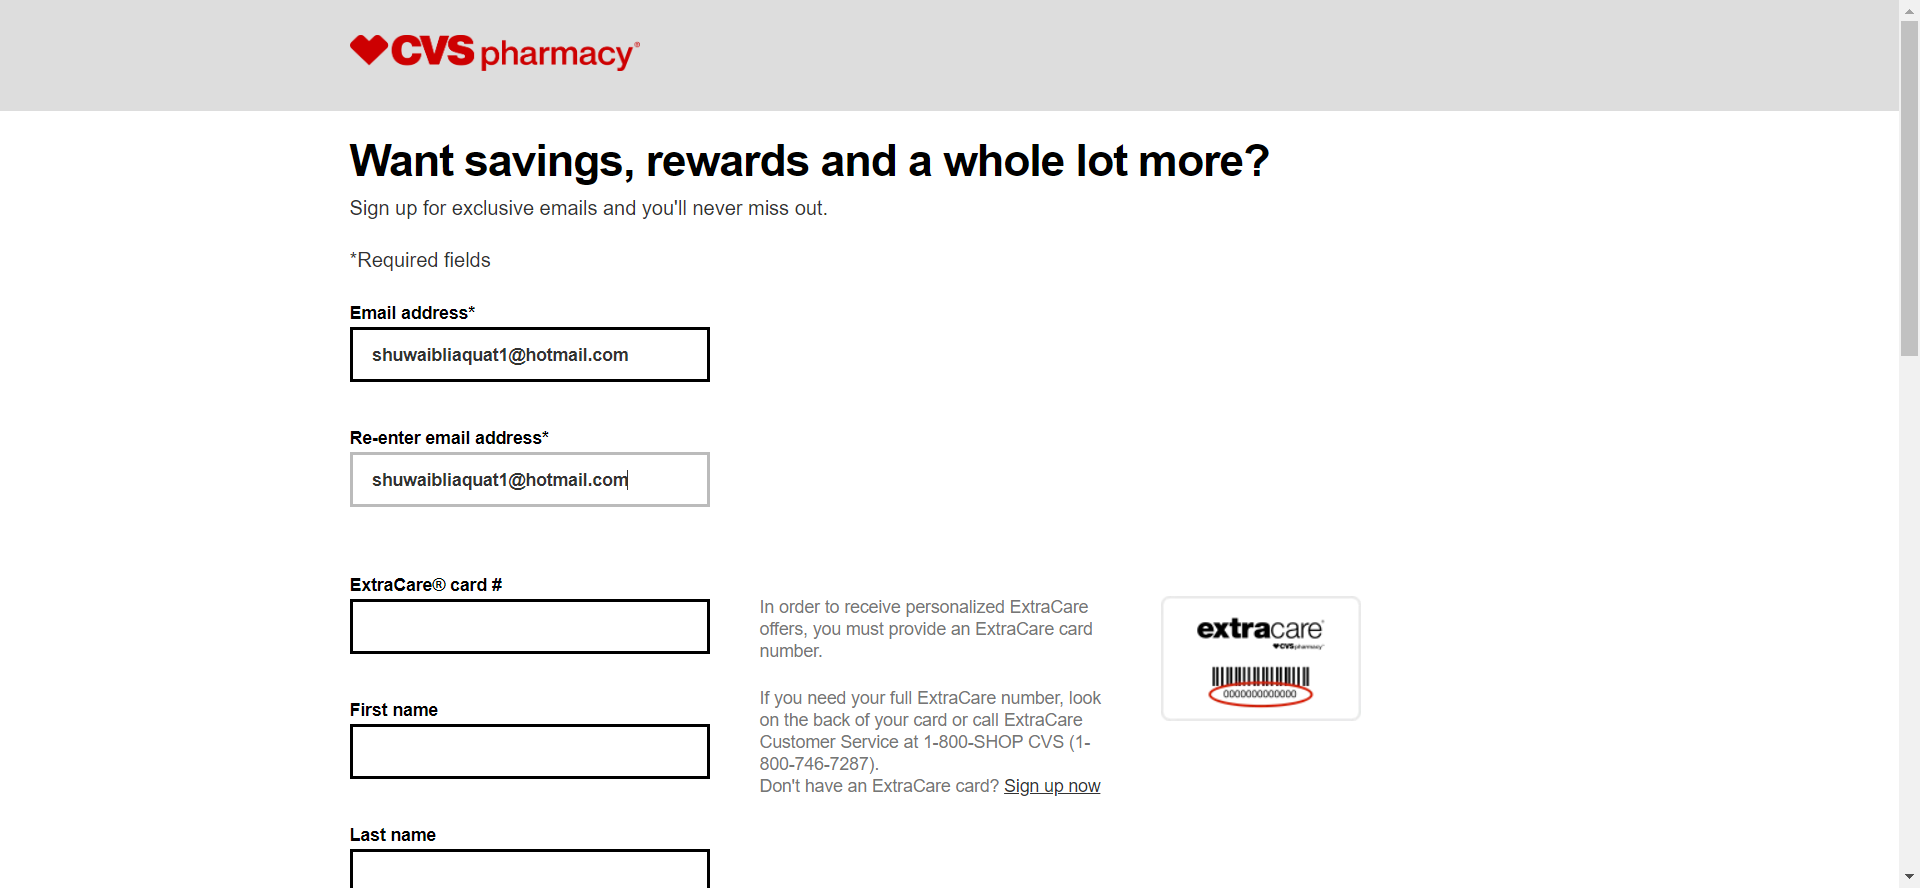 CVS pharmacy®
Want savings, rewards and a whole lot more?
Sign up for exclusive emails and you'll never miss out.
*Required fields
Email address*
shuwaibliaquat1@hotmail.com
Re-enter email address*
shuwaibliaquat1@hotmail.com
ExtraCare® card #
In order to receive personalized ExtraCare
offers, you must provide an ExtraCare card
number.
If you need your full ExtraCare number, look
on the back of your card or call ExtraCare
Customer Service at 1-800-SHOP CVS (1-
800-746-7287).
Don't have an ExtraCare card? Sign up now
extracare®
CVS pharmacy
0000000000000
First name
Last name